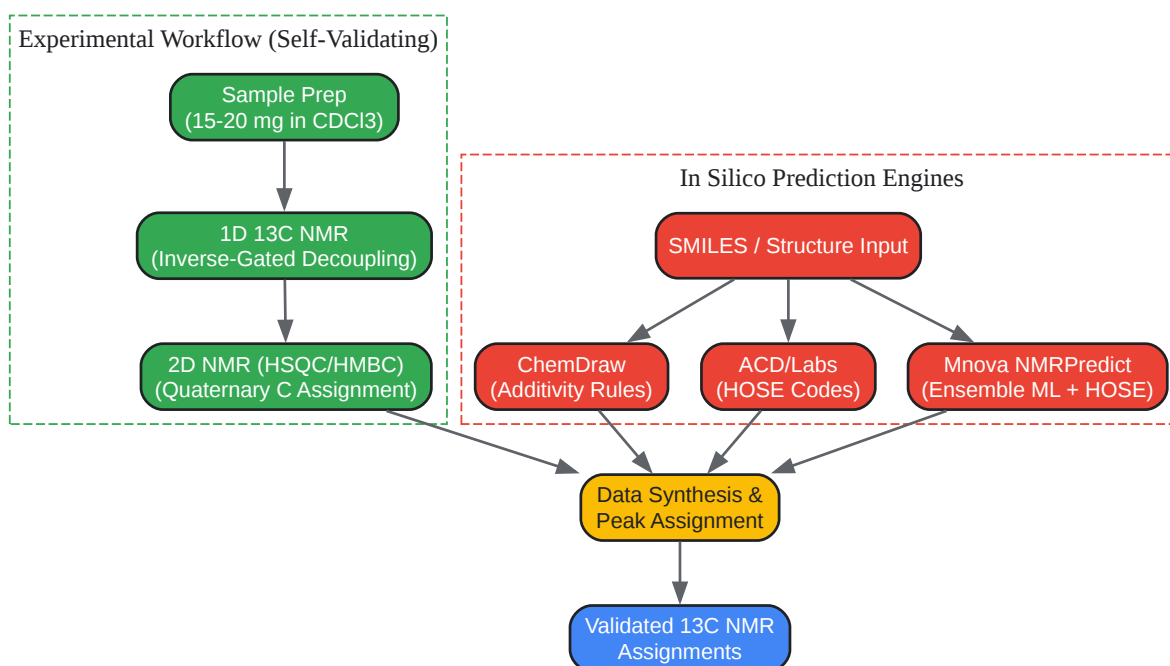 Experimental Workflow (Self-Validating)
Sample Prep
(15-20 mg in CDCl3)
1D 13C NMR
(Inverse-Gated Decoupling)
2D NMR (HSQC/HMBC)
(Quaternary C Assignment)
In Silico Prediction Engines
SMILES / Structure Input
ChemDraw
(Additivity Rules)
ACD/Labs
(HOSE Codes)
Mnova NMRPredict
(Ensemble ML + HOSE)
Data Synthesis &
Peak Assignment
Validated 13C NMR
Assignments